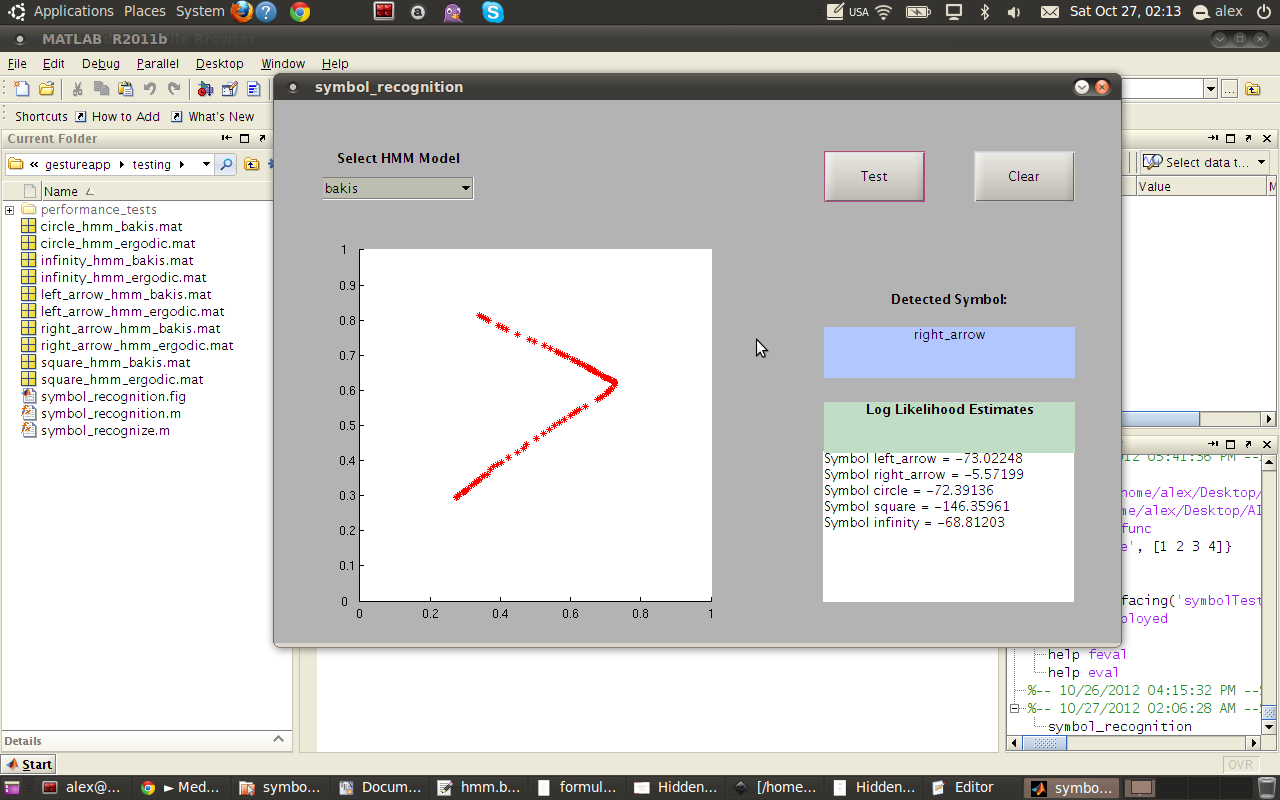 Applications Places System
USA
Sat Oct 27, 02:13
alex
MATLAB R2011b
File Edit Debug Parallel Desktop Window Help
Shortcuts How to Add What's New
Current Folder
« gestureapp testing
Name
performance_tests
circle_hmm_bakis.mat
circle_hmm_ergodic.mat
infinity_hmm_bakis.mat
infinity_hmm_ergodic.mat
left_arrow_hmm_bakis.mat
left_arrow_hmm_ergodic.mat
right_arrow_hmm_bakis.mat
right_arrow_hmm_ergodic.mat
square_hmm_bakis.mat
square_hmm_ergodic.mat
symbol_recognition.fig
symbol_recognition.m
symbol_recognize.m
Details
Start
symbol_recognition
Select HMM Model
bakis
Test
Clear
1
0.9
0.8
0.7
0.6
0.5
0.4
0.3
0.2
0.1
0
0 0.2 0.4 0.6 0.8 1
Detected Symbol:
right_arrow
Log Likelihood Estimates
Symbol left_arrow = -73.02248
Symbol right_arrow = -5.57199
Symbol circle = -72.39136
Symbol square = -146.35961
Symbol infinity = -68.81203
...
Select data t...
Value
M
2012 05:41:36 PM --
home/alex/Desktop/
me/alex/Desktop/AI
func
e', [1 2 3 4]}
facing('symbolTest
ployed
help feval
help eval
%-- 10/26/2012 04:15:32 PM --
%-- 10/27/2012 02:06:28 AM --
symbol_recognition
OVR
alex@...
► Med...
symbo...
Docum...
hmm.b...
formul...
Hidden...
[/home...
Hidden...
Editor
symbo...